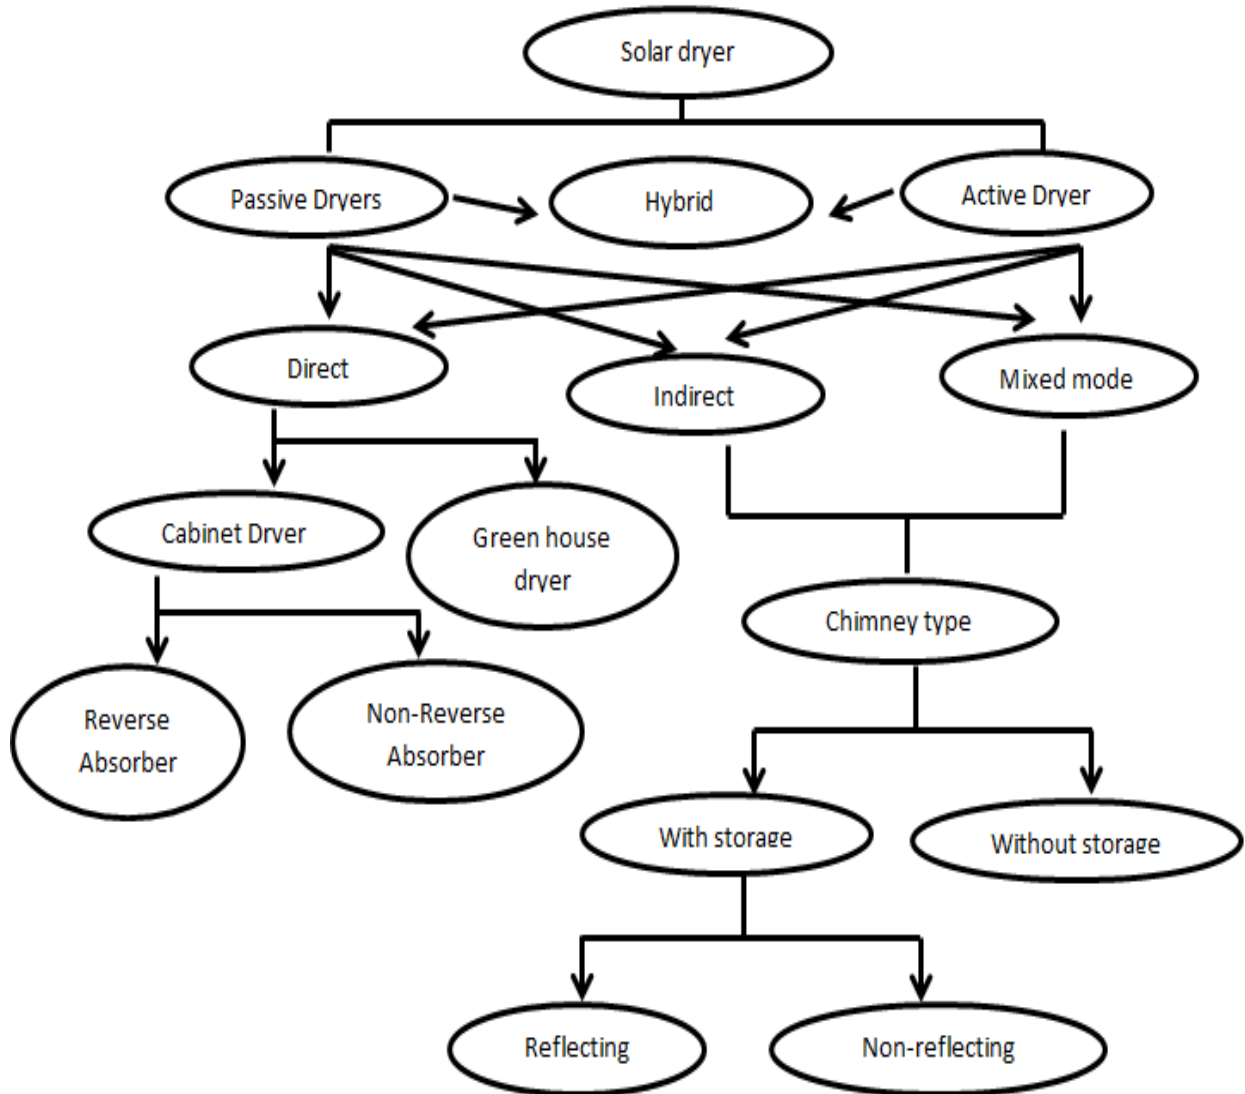 Solar dryer
Passive Dryers
Hybrid
Active Dryer
Direct
Indirect
Mixed mode
Cabinet Dryer
Green house
dryer
Chimney type
Reverse
Absorber
Non-Reverse
Absorber
With storage
Without storage
Reflecting
Non-reflecting